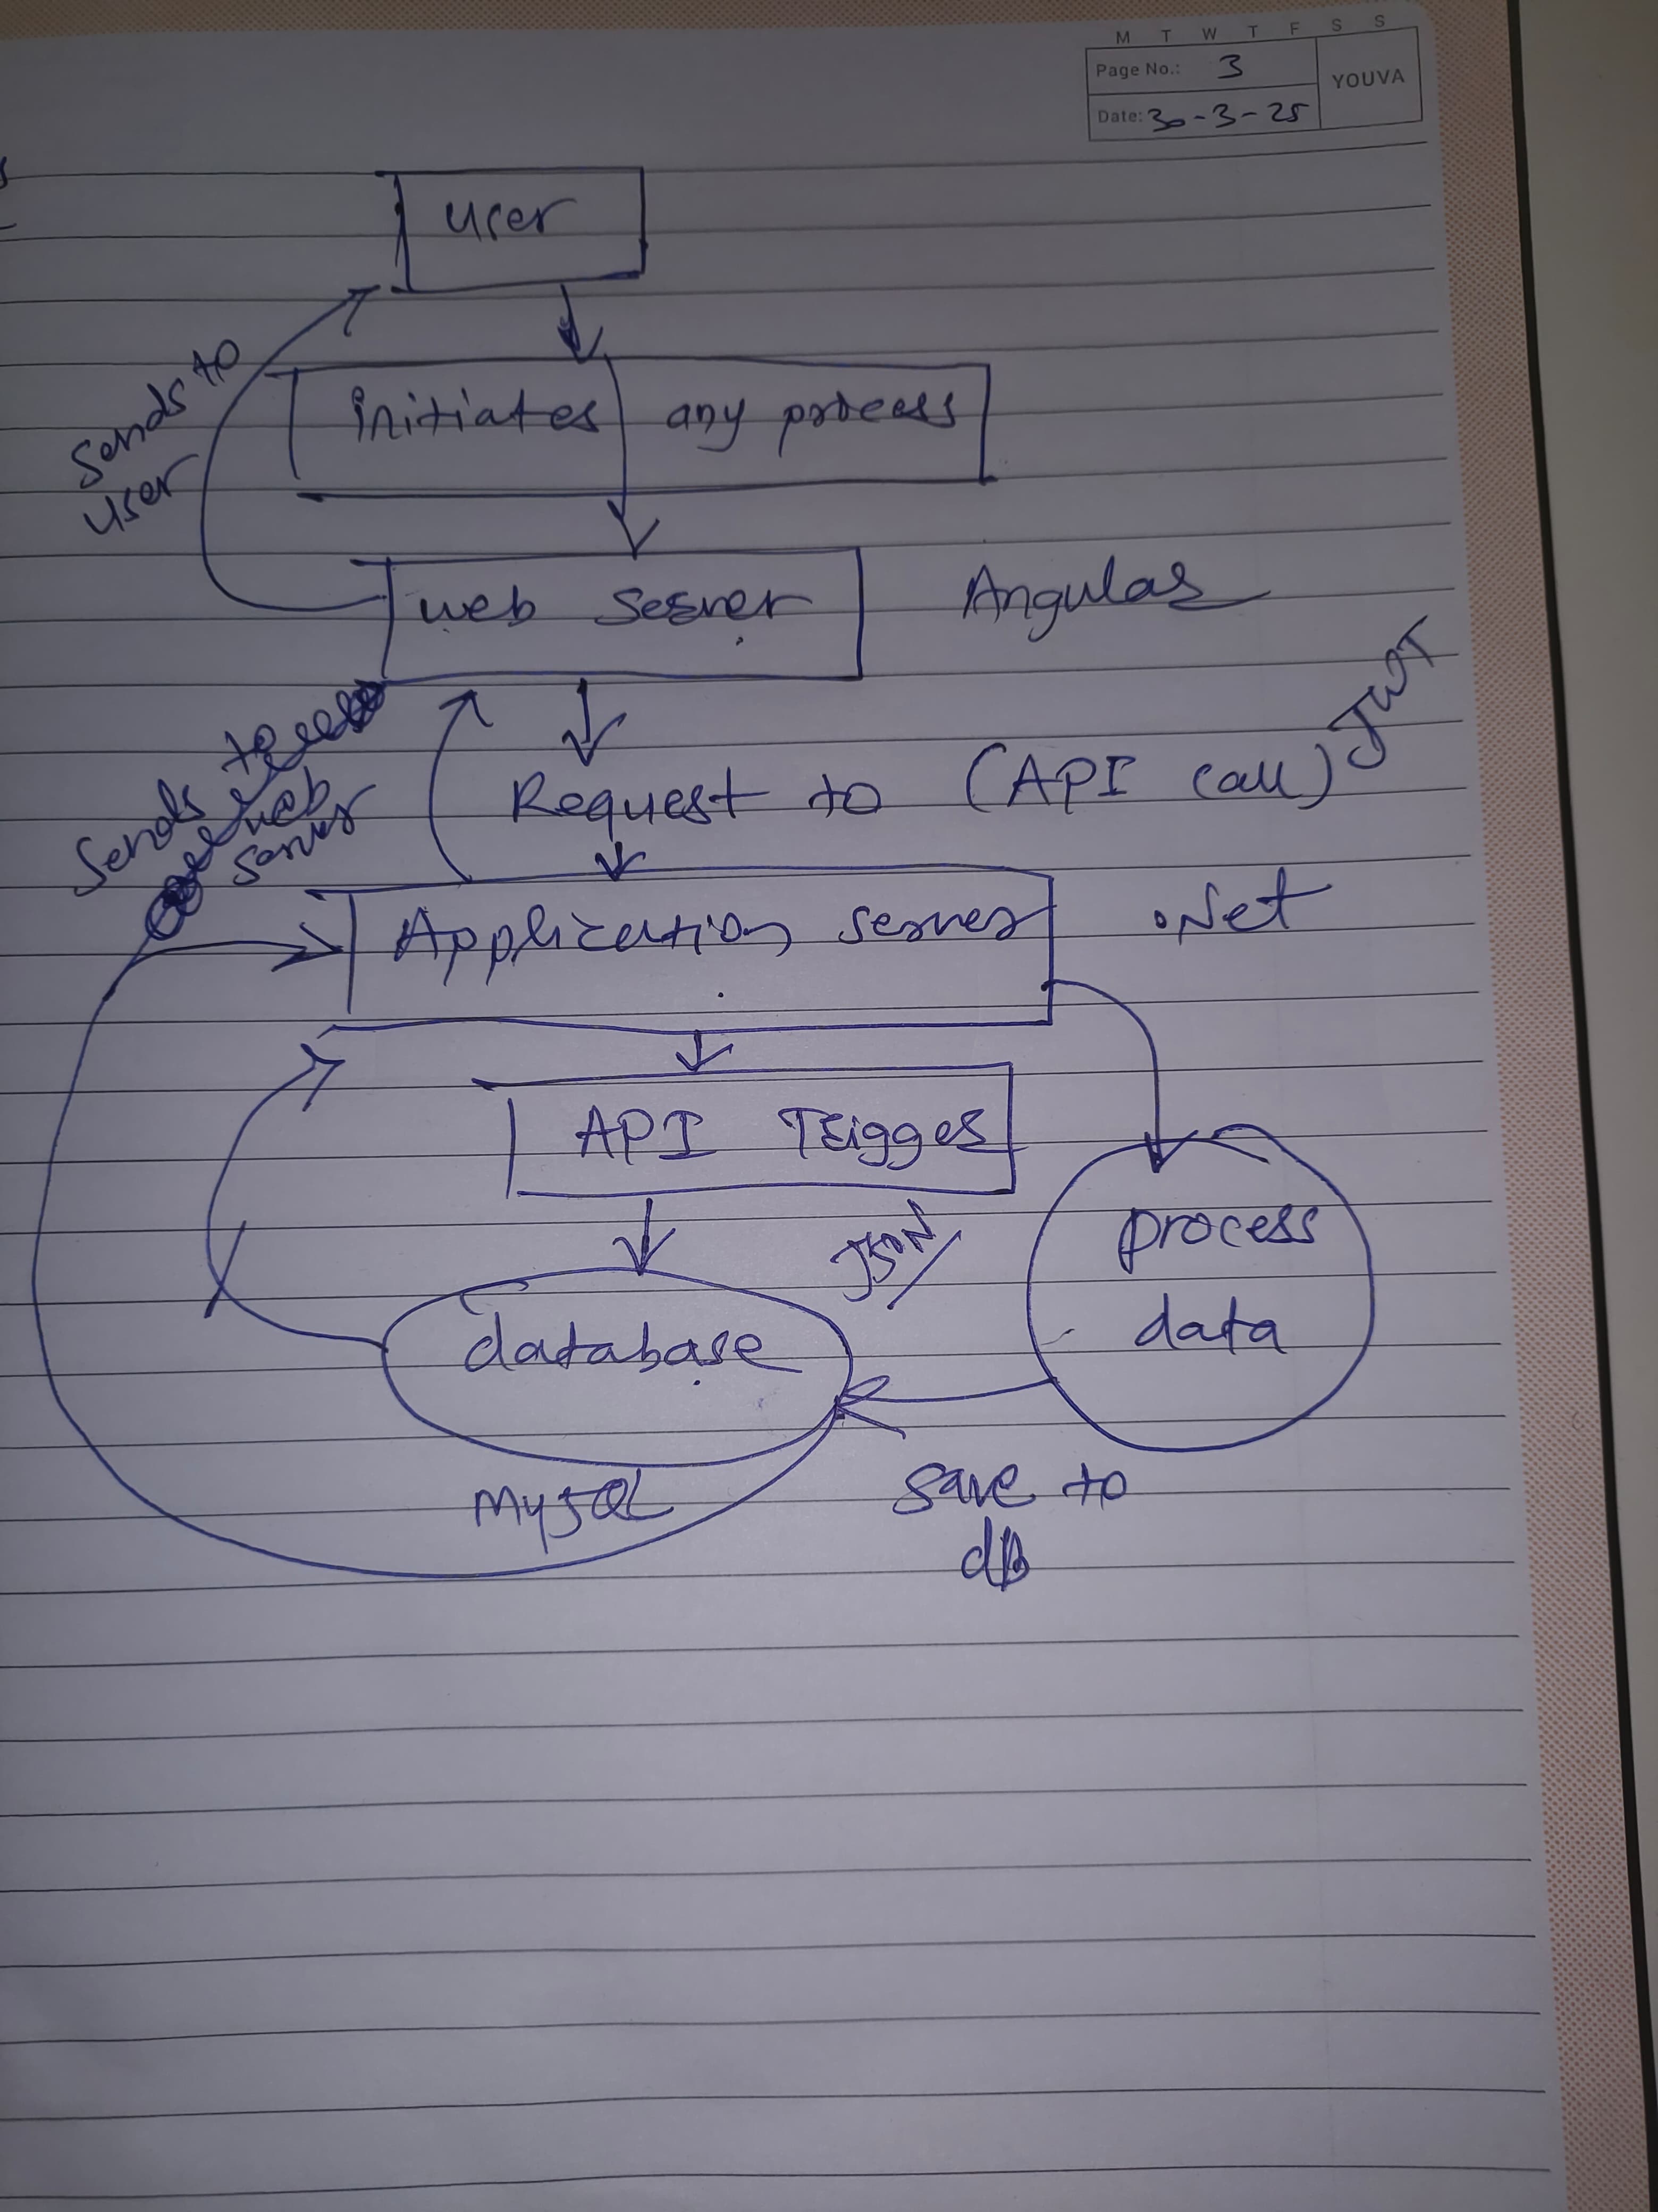 M T W T F S S
Page No.: 3
YOUVA
Date: 30-3-25
user
initiates any process
sends to
user
web server
Angular
JWT
Request to (API call)
Sends to
web
server
Application server
.Net
API Trigger
JSON
process
data
database
MySQL
save to
dB